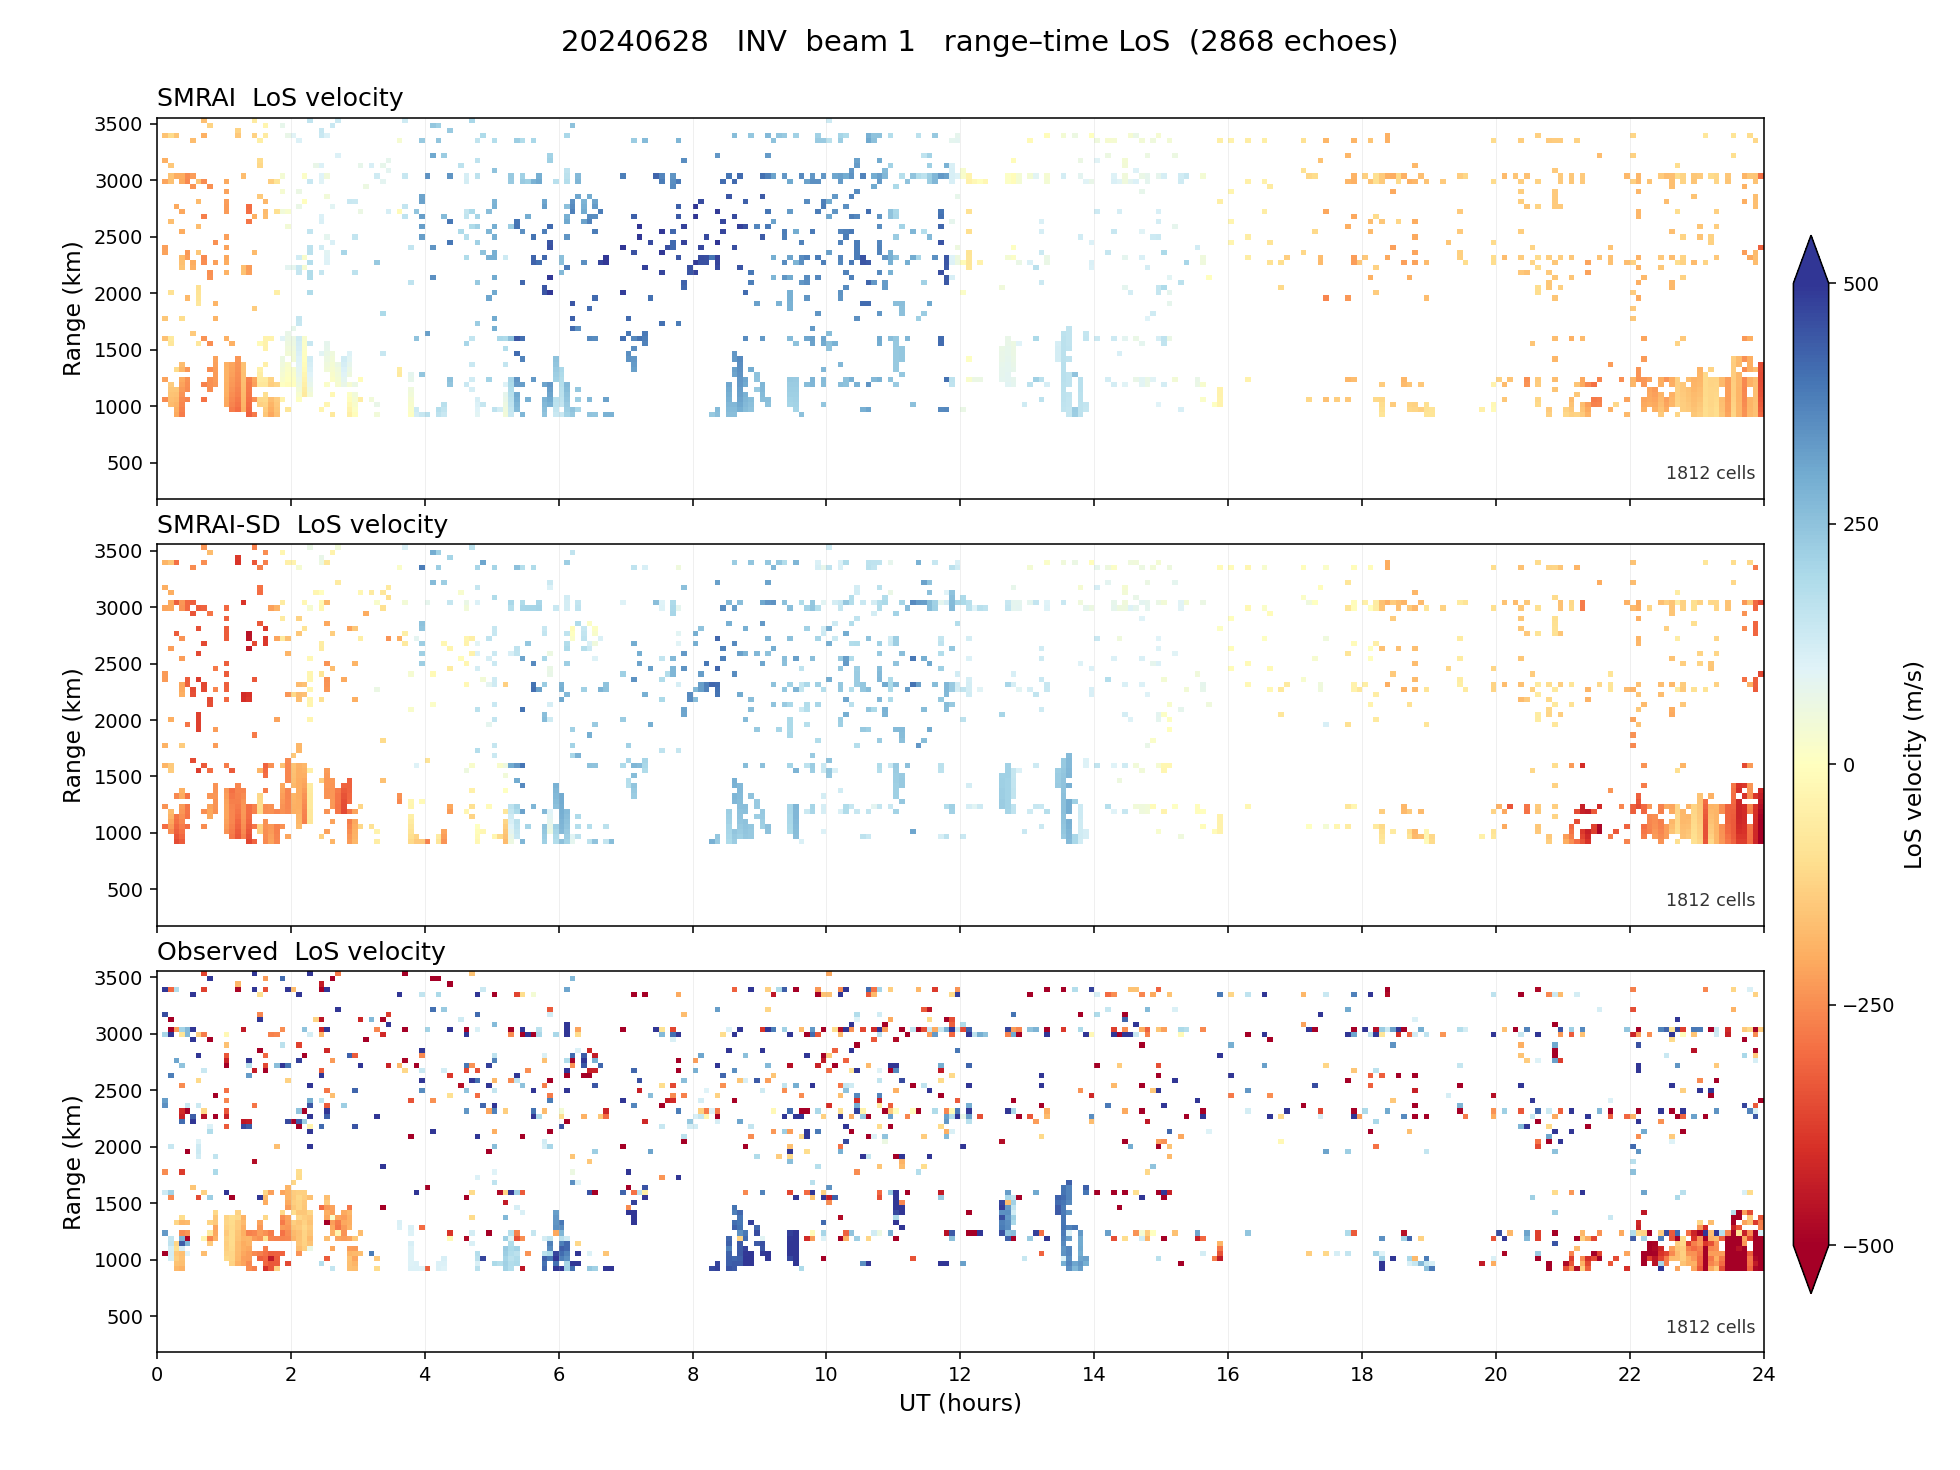 20240628   INV  beam 1   range–time LoS  (2868 echoes)
SMRAI  LoS velocity
3500
3000
2500
2000
1500
1000
500
Range (km)
1812 cells
SMRAI-SD  LoS velocity
3500
3000
2500
2000
1500
1000
500
Range (km)
1812 cells
Observed  LoS velocity
3500
3000
2500
2000
1500
1000
500
Range (km)
1812 cells
0 2 4 6 8 10 12 14 16 18 20 22 24
UT (hours)
500
250
0
−250
−500
LoS velocity (m/s)